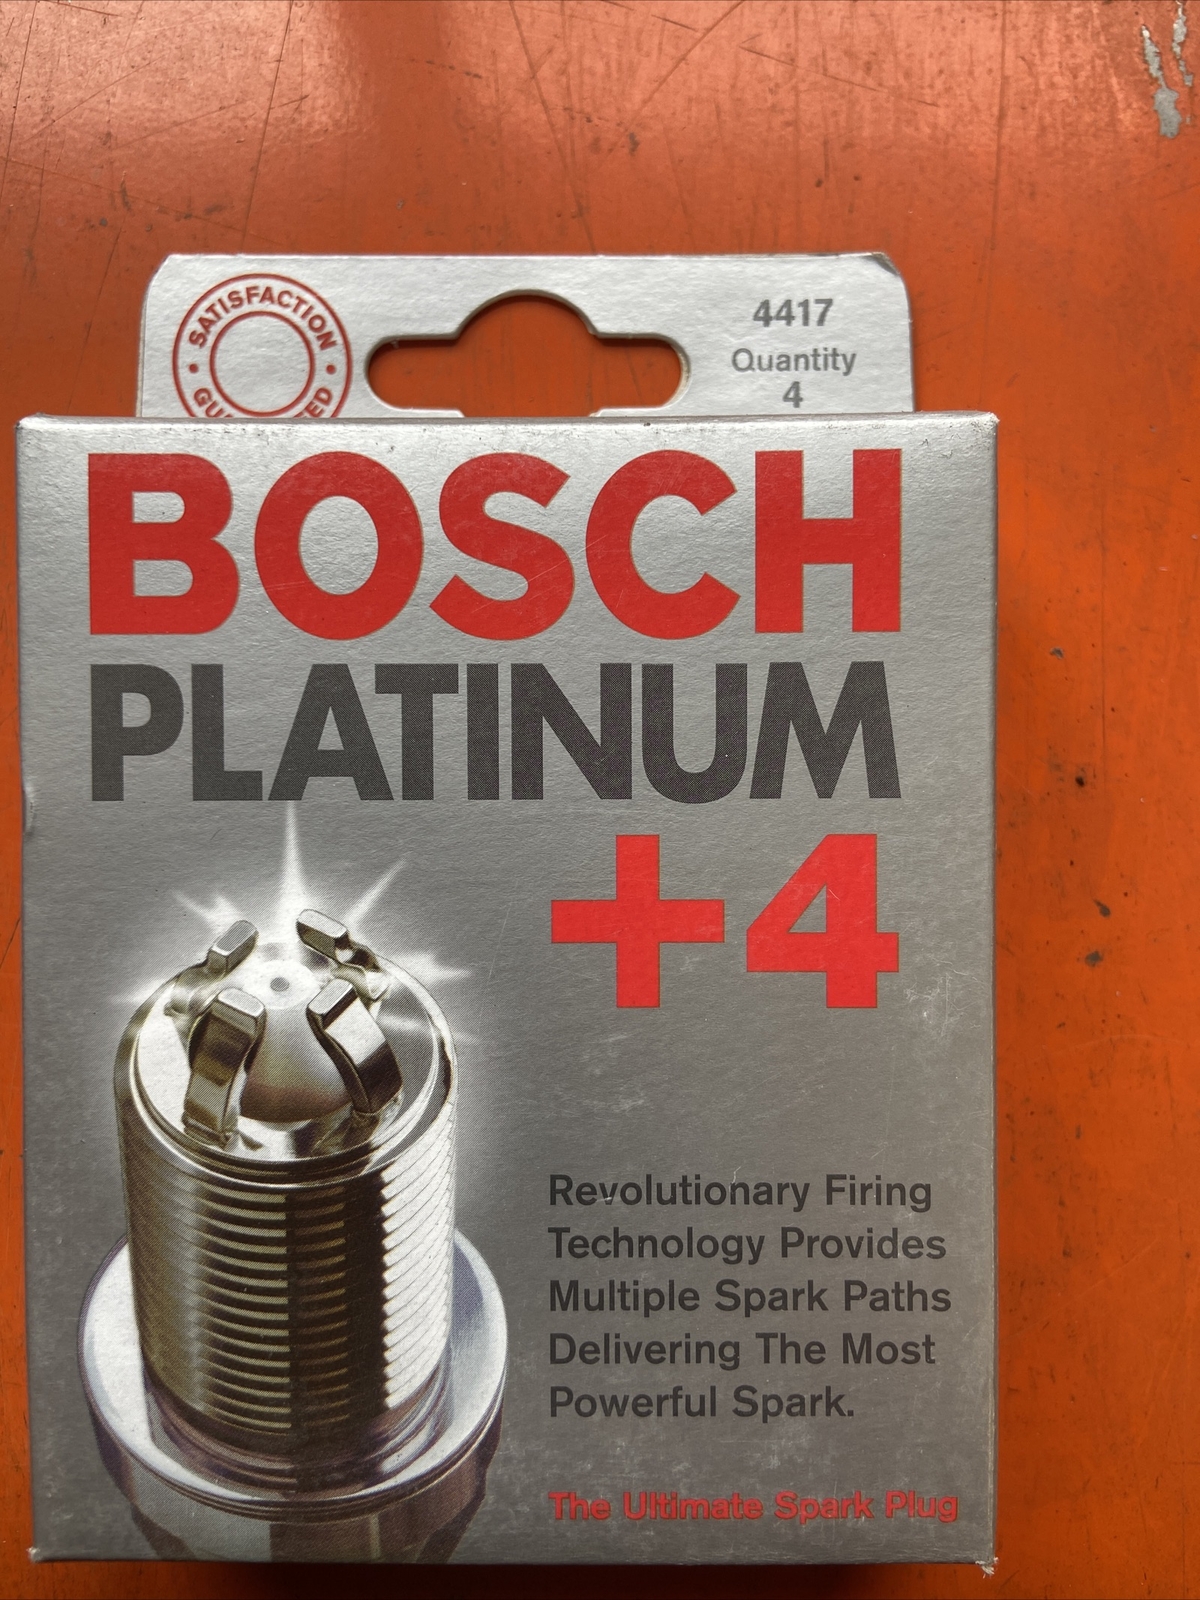 SATISFACTION
4417
Quantity
4
BOSCH
PLATINUM
+4
Revolutionary Firing
Technology Provides
Multiple Spark Paths
Delivering The Most
Powerful Spark.
The Ultimate Spark Plug